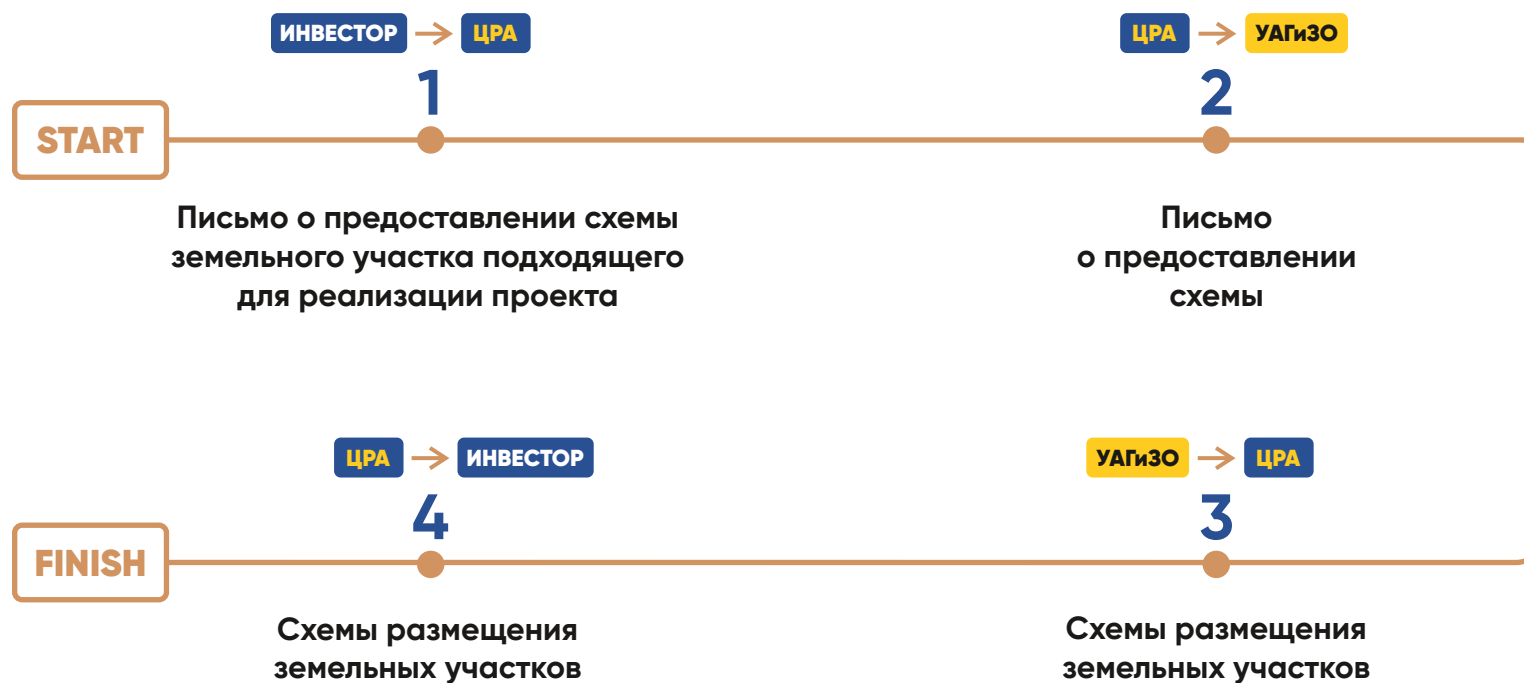 ИНВЕСТОР → ЦРА
1
START
Письмо о предоставлении схемы
земельного участка подходящего
для реализации проекта
ЦРА → УАГиЗО
2
Письмо
о предоставлении
схемы
УАГиЗО → ЦРА
3
Схемы размещения
земельных участков
ЦРА → ИНВЕСТОР
4
Схемы размещения
земельных участков
FINISH